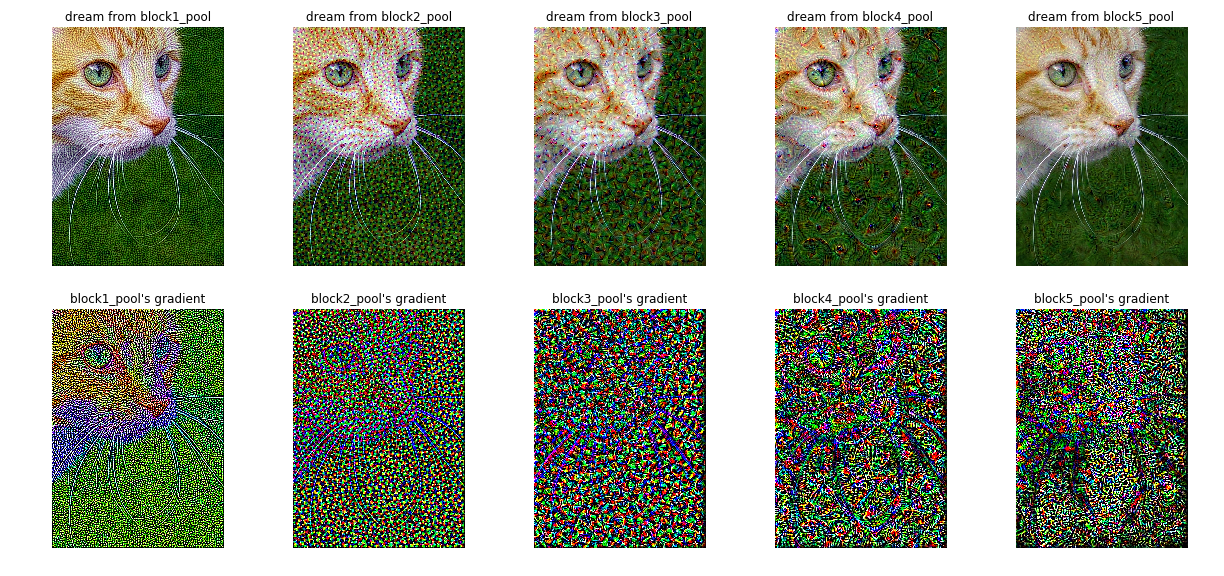 dream from block1_pool
dream from block2_pool
dream from block3_pool
dream from block4_pool
dream from block5_pool
block1_pool's gradient
block2_pool's gradient
block3_pool's gradient
block4_pool's gradient
block5_pool's gradient